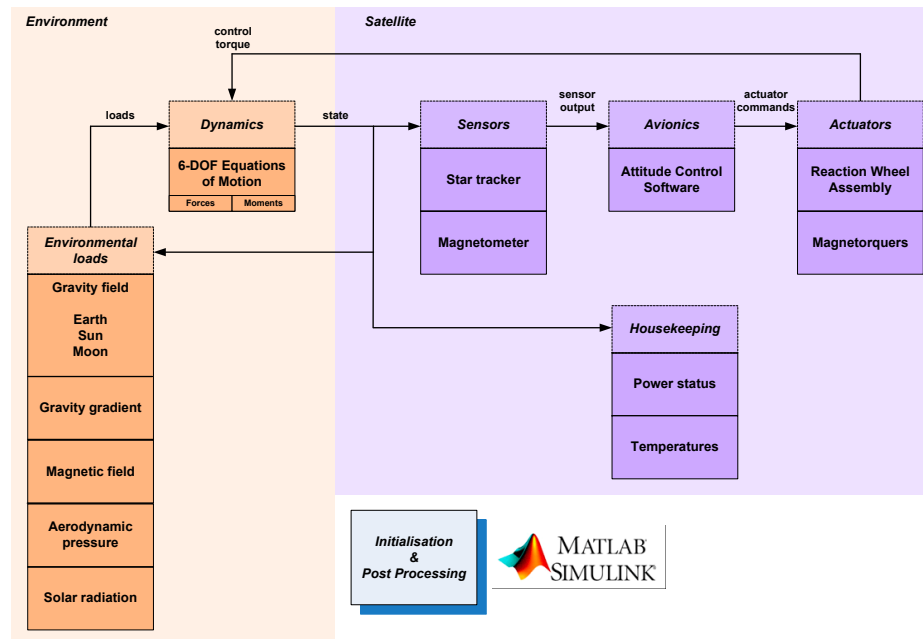 Environment
Satellite
control
torque
loads
state
sensor
output
actuator
commands
Dynamics
6-DOF Equations
of Motion
Forces
Moments
Sensors
Star tracker
Magnetometer
Avionics
Attitude Control
Software
Actuators
Reaction Wheel
Assembly
Magnetorquers
Environmental
loads
Gravity field
Earth
Sun
Moon
Gravity gradient
Magnetic field
Aerodynamic
pressure
Solar radiation
Housekeeping
Power status
Temperatures
Initialisation
&
Post Processing
MATLAB®
SIMULINK®